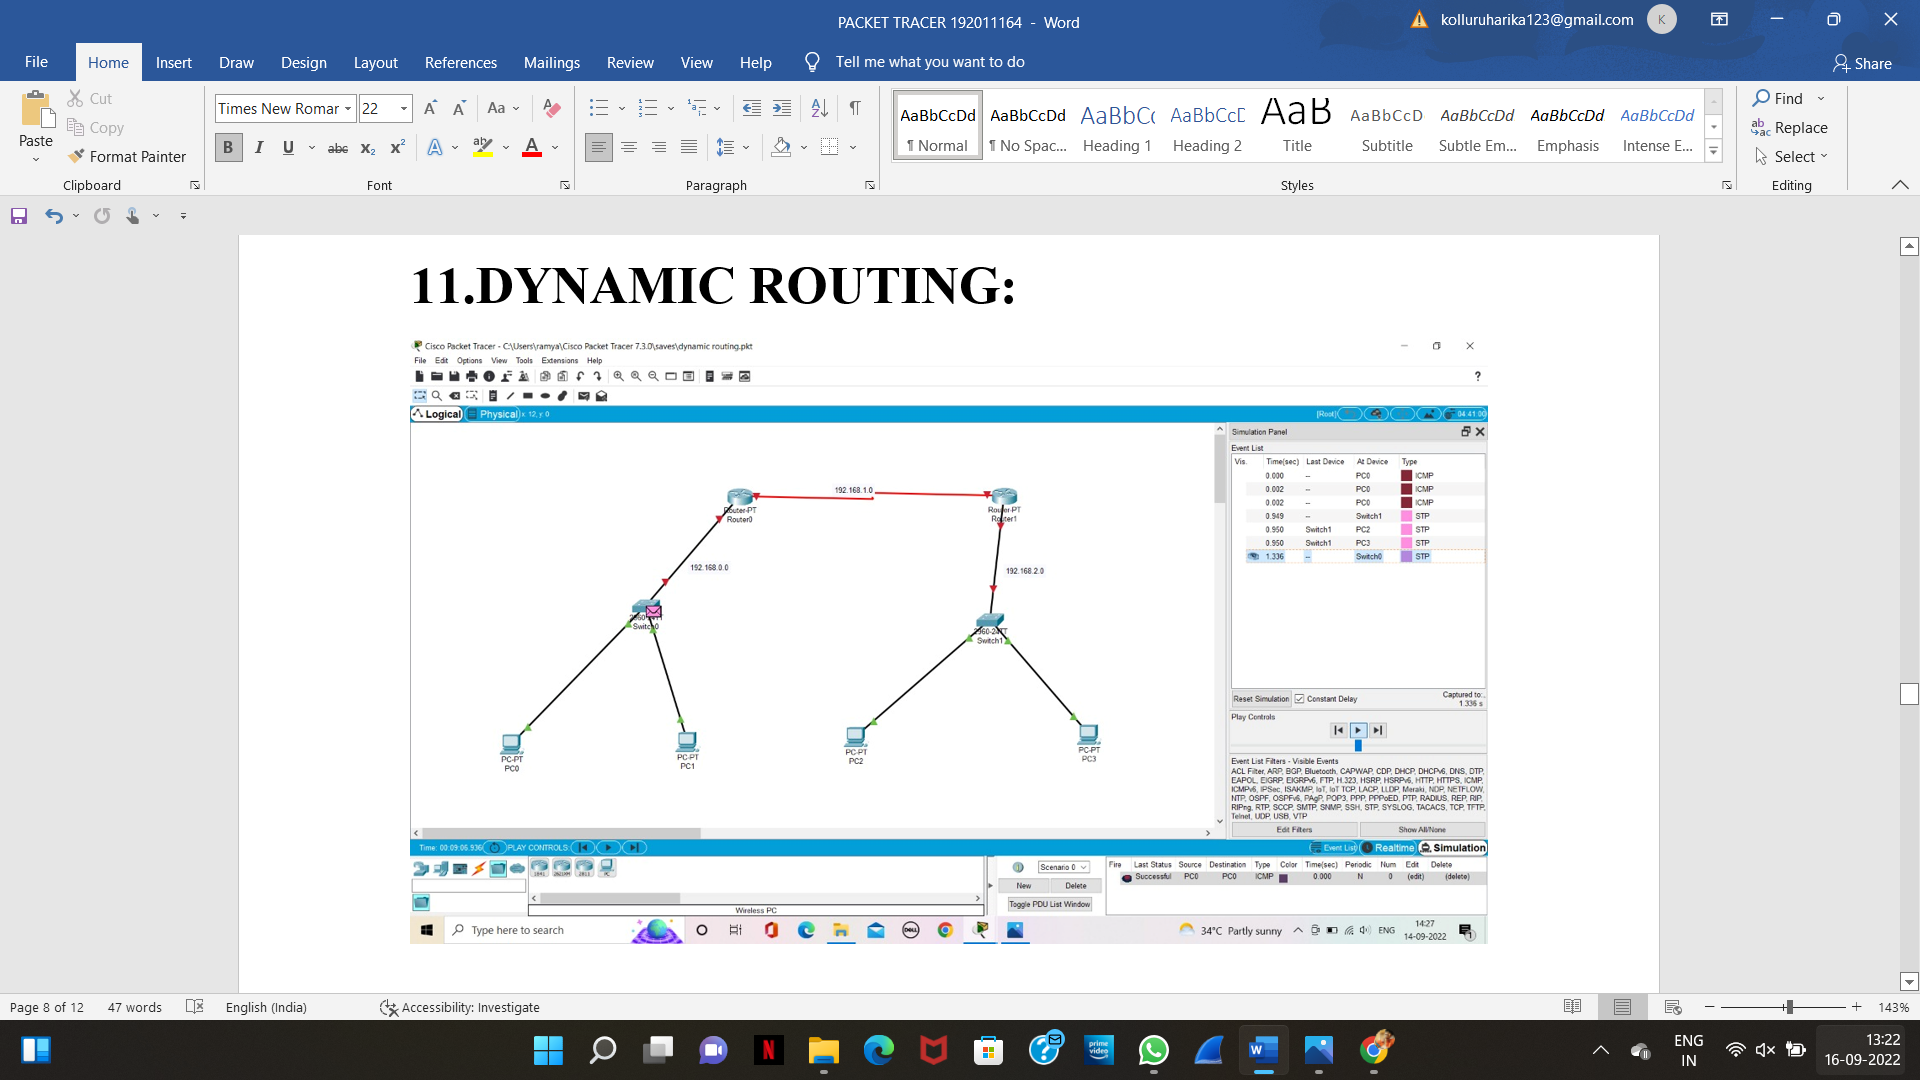 PACKET TRACER 192011164 - Word
kolluruharika123@gmail.com
K
File Home Insert Draw Design Layout References Mailings Review View Help Tell me what you want to do
Share
Paste
Cut
Copy
Format Painter
Clipboard
Times New Romar 22
Aa
B I U abc x₂ x² A ab A
Font
Paragraph
AaBbCcDd ¶ Normal
AaBbCcDd ¶ No Spac...
AaBbCc Heading 1
AaBbCcD Heading 2
AaB Title
AaBbCcD Subtitle
AaBbCcDd Subtle Em...
AaBbCcDd Emphasis
AaBbCcDd Intense E...
Styles
Find
Replace
Select
Editing
11.DYNAMIC ROUTING:
Cisco Packet Tracer - C:\Users\ramya\Cisco Packet Tracer 7.3.0\saves\dynamic routing.pkt
File Edit Options View Tools Extensions Help
?
Logical Physical x: 12, y: 0
[Root] 04:41:00
192.168.1.0
Router-PT
Router0
Router-PT
Router1
192.168.0.0
192.168.2.0
2960-24TT
Switch0
2960-24TT
Switch1
PC-PT
PC0
PC-PT
PC1
PC-PT
PC2
PC-PT
PC3
Simulation Panel
Event List
Vis. Time(sec) Last Device At Device Type
0.000 -- PC0 ICMP
0.002 -- PC0 ICMP
0.002 -- PC0 ICMP
0.949 -- Switch1 STP
0.950 Switch1 PC2 STP
0.950 Switch1 PC3 STP
1.336 -- Switch0 STP
Reset Simulation Constant Delay Captured to:
1.336 s
Play Controls
Event List Filters - Visible Events
ACL Filter, ARP, BGP, Bluetooth, CAPWAP, CDP, DHCP, DHCPv6, DNS, DTP,
EAPOL, EIGRP, EIGRPv6, FTP, H.323, HSRP, HSRPv6, HTTP, HTTPS, ICMP,
ICMPv6, IPSec, ISAKMP, IoT, IoT TCP, LACP, LLDP, Meraki, NDP, NETFLOW,
NTP, OSPF, OSPFv6, PAgP, POP3, PPP, PPPoED, PTP, RADIUS, REP, RIP,
RIPng, RTP, SCCP, SMTP, SNMP, SSH, STP, SYSLOG, TACACS, TCP, TFTP,
Telnet, UDP, USB, VTP
Edit Filters Show All/None
Time: 00:09:06.936 PLAY CONTROLS:
Event List Realtime Simulation
Scenario 0
New Delete
Toggle PDU List Window
Wireless PC
Fire Last Status Source Destination Type Color Time(sec) Periodic Num Edit Delete
Successful PC0 PC0 ICMP 0.000 N 0 (edit) (delete)
Type here to search
DELL
34°C Partly sunny
ENG
14:27
14-09-2022
1
Page 8 of 12 47 words English (India) Accessibility: Investigate
143%
N
prime
video
W
ENG
IN
13:22
16-09-2022